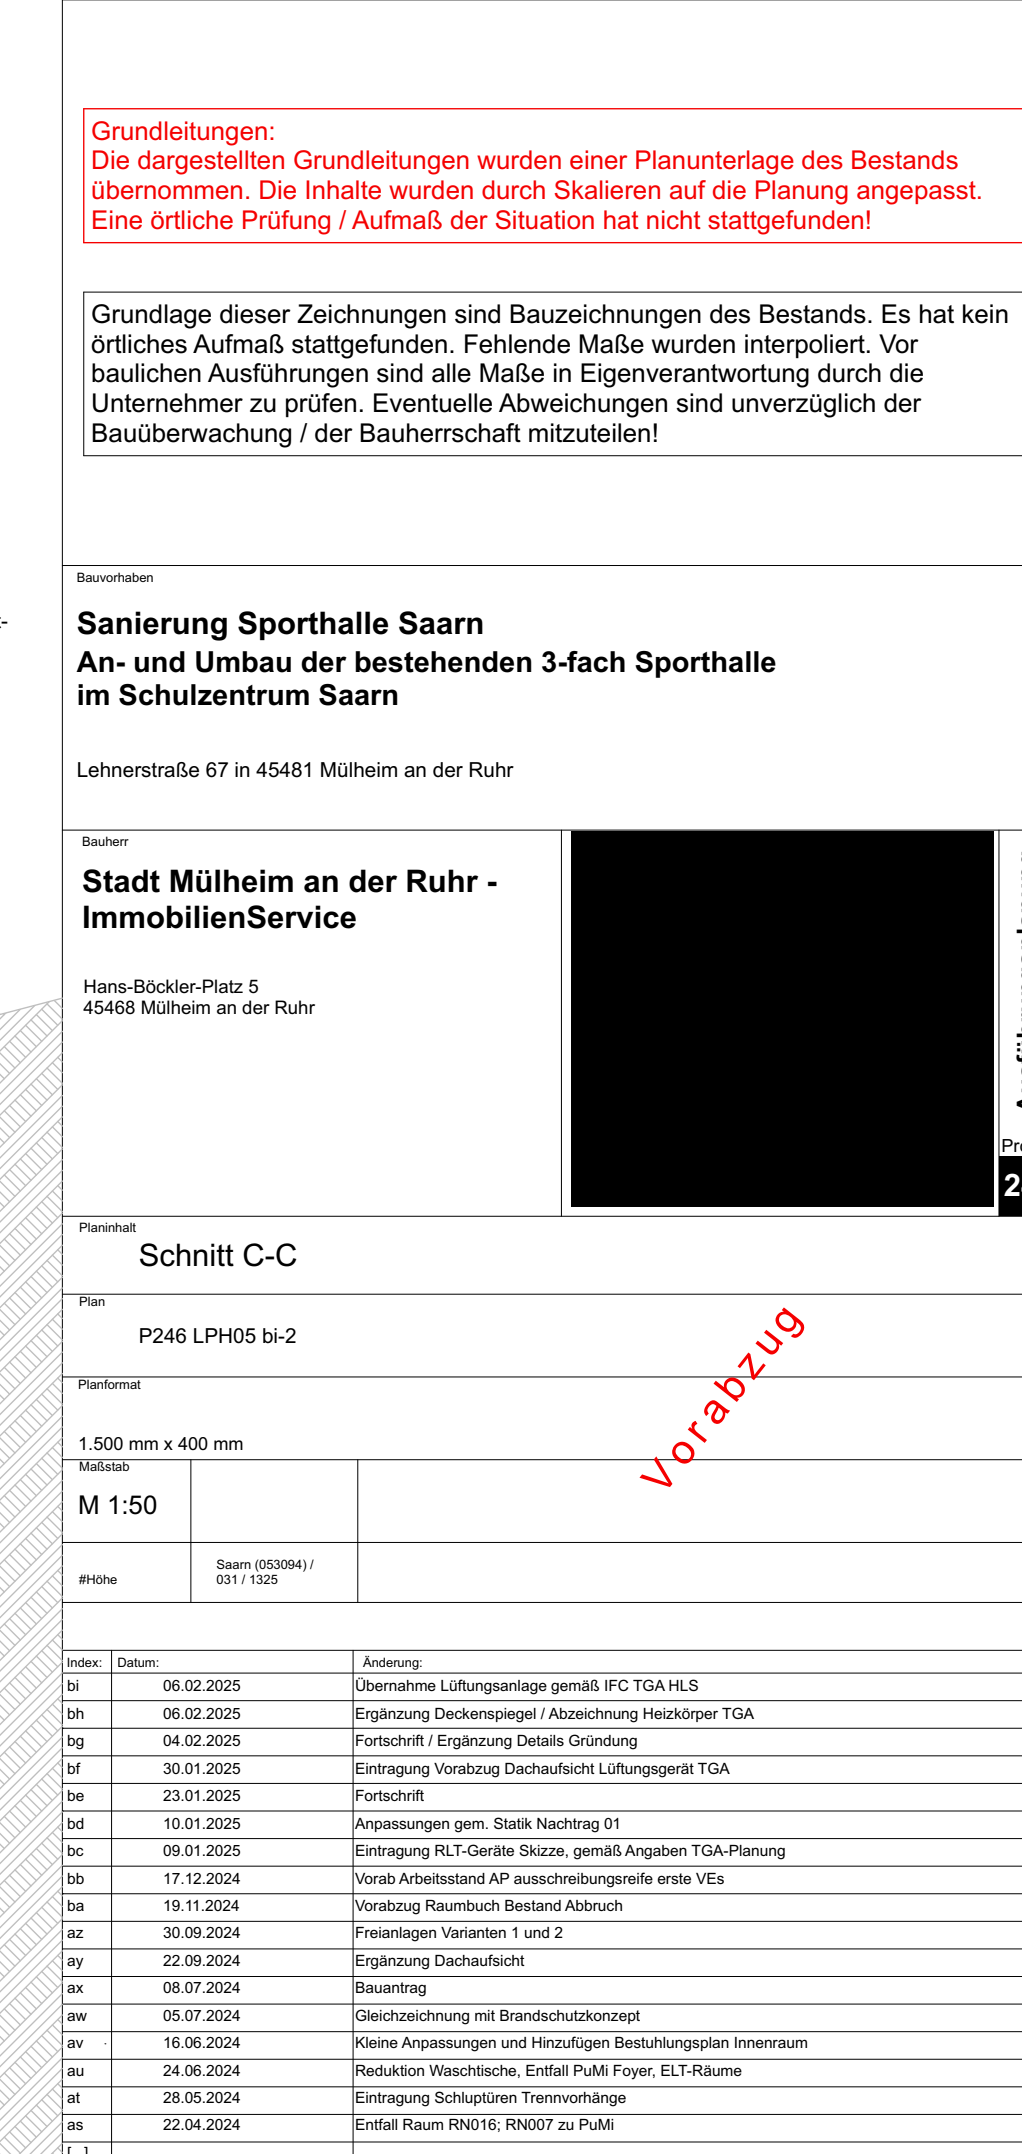 Grundleitungen:
Die dargestellten Grundleitungen wurden einer Planunterlage des Bestands
übernommen. Die Inhalte wurden durch Skalieren auf die Planung angepasst.
Eine örtliche Prüfung / Aufmaß der Situation hat nicht stattgefunden!
Grundlage dieser Zeichnungen sind Bauzeichnungen des Bestands. Es hat kein
örtliches Aufmaß stattgefunden. Fehlende Maße wurden interpoliert. Vor
baulichen Ausführungen sind alle Maße in Eigenverantwortung durch die
Unternehmer zu prüfen. Eventuelle Abweichungen sind unverzüglich der
Bauüberwachung / der Bauherrschaft mitzuteilen!
Bauvorhaben
Sanierung Sporthalle Saarn
An- und Umbau der bestehenden 3-fach Sporthalle
im Schulzentrum Saarn
Lehnerstraße 67 in 45481 Mülheim an der Ruhr
Bauherr
Stadt Mülheim an der Ruhr -
ImmobilienService
Hans-Böckler-Platz 5
45468 Mülheim an der Ruhr
Planinhalt
Schnitt C-C
Plan
P246 LPH05 bi-2
Vorabzug
Planformat
1.500 mm x 400 mm
Maßstab
M 1:50
#Höhe
Saarn (053094) /
031 / 1325
Index: Datum: Änderung:
bi 06.02.2025 Übernahme Lüftungsanlage gemäß IFC TGA HLS
bh 06.02.2025 Ergänzung Deckenspiegel / Abzeichnung Heizkörper TGA
bg 04.02.2025 Fortschrift / Ergänzung Details Gründung
bf 30.01.2025 Eintragung Vorabzug Dachaufsicht Lüftungsgerät TGA
be 23.01.2025 Fortschrift
bd 10.01.2025 Anpassungen gem. Statik Nachtrag 01
bc 09.01.2025 Eintragung RLT-Geräte Skizze, gemäß Angaben TGA-Planung
bb 17.12.2024 Vorab Arbeitsstand AP ausschreibungsreife erste VEs
ba 19.11.2024 Vorabzug Raumbuch Bestand Abbruch
az 30.09.2024 Freianlagen Varianten 1 und 2
ay 22.09.2024 Ergänzung Dachaufsicht
ax 08.07.2024 Bauantrag
aw 05.07.2024 Gleichzeichnung mit Brandschutzkonzept
av 16.06.2024 Kleine Anpassungen und Hinzufügen Bestuhlungsplan Innenraum
au 24.06.2024 Reduktion Waschtische, Entfall PuMi Foyer, ELT-Räume
at 28.05.2024 Eintragung Schluptüren Trennvorhänge
as 22.04.2024 Entfall Raum RN016; RN007 zu PuMi